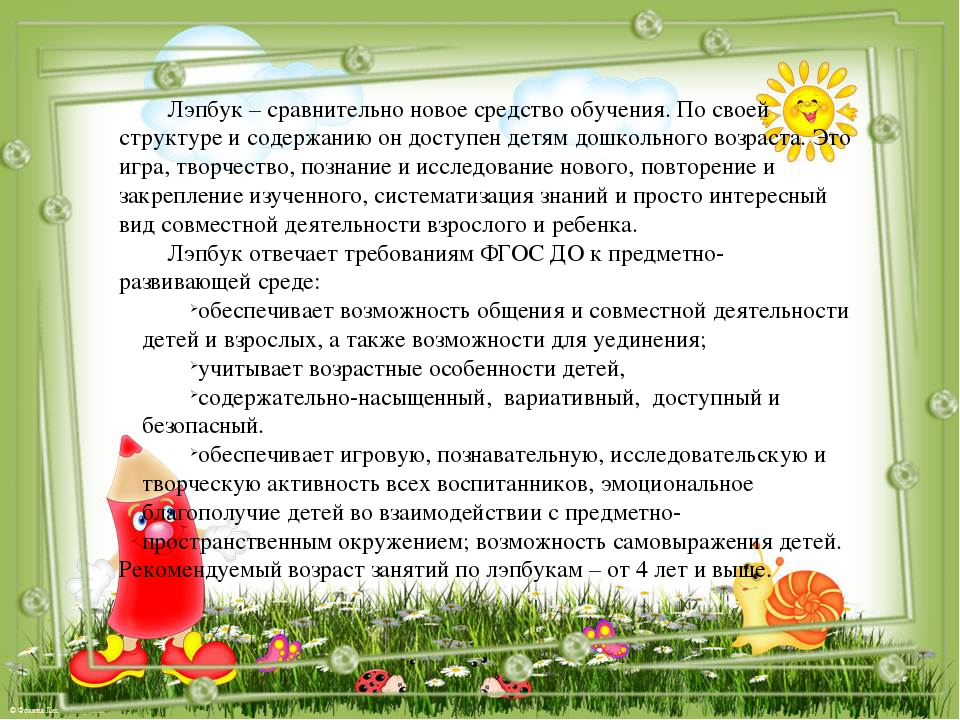 Лэпбук – сравнительно новое средство обучения. По своей
структуре и содержанию он доступен детям дошкольного возраста. Это
игра, творчество, познание и исследование нового, повторение и
закрепление изученного, систематизация знаний и просто интересный
вид совместной деятельности взрослого и ребенка.
Лэпбук отвечает требованиям ФГОС ДО к предметно-
развивающей среде:
обеспечивает возможность общения и совместной деятельности
детей и взрослых, а также возможности для уединения;
учитывает возрастные особенности детей,
содержательно-насыщенный, вариативный, доступный и
безопасный.
обеспечивает игровую, познавательную, исследовательскую и
творческую активность всех воспитанников, эмоциональное
благополучие детей во взаимодействии с предметно-
пространственным окружением; возможность самовыражения детей.
Рекомендуемый возраст занятий по лэпбукам – от 4 лет и выше.
© Фокина